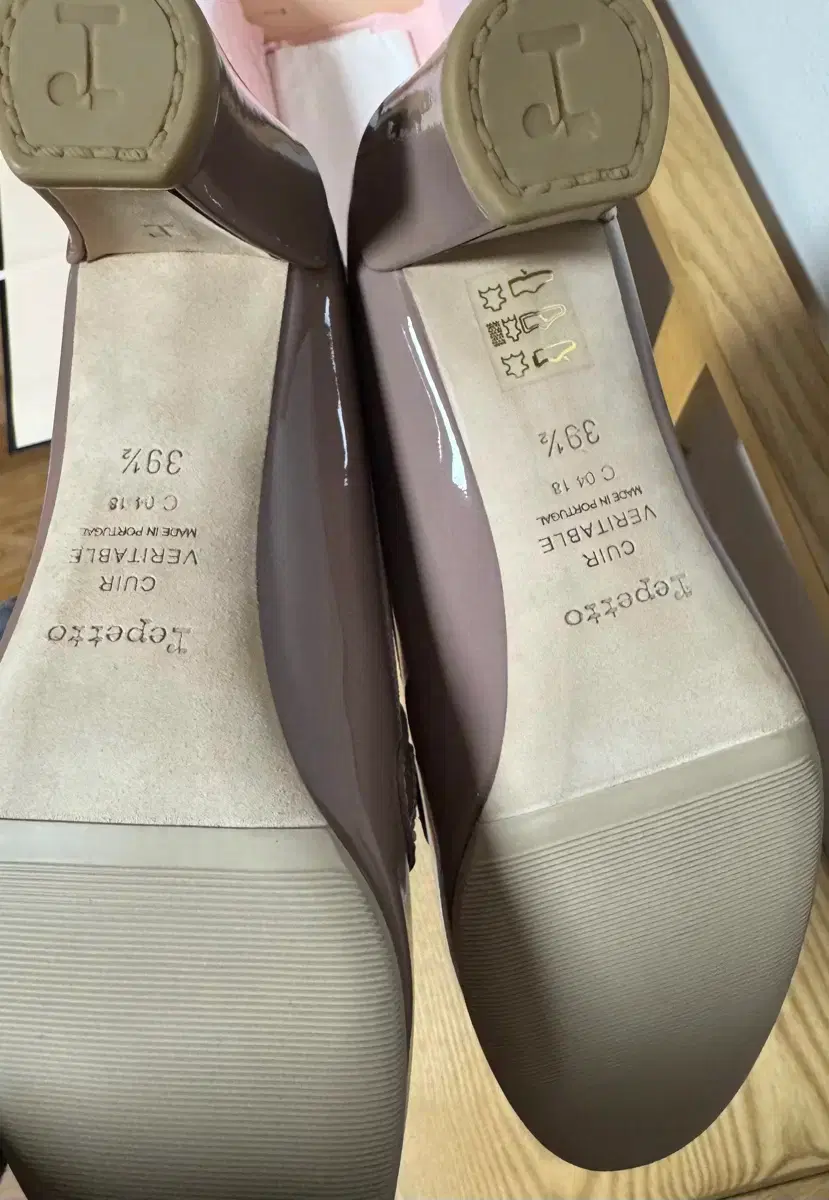 r
r
39½
C 04 18
MADE IN PORTUGAL
CUIR
VERITABLE
repetto
39½
C 04 18
MADE IN PORTUGAL
CUIR
VERITABLE
repetto